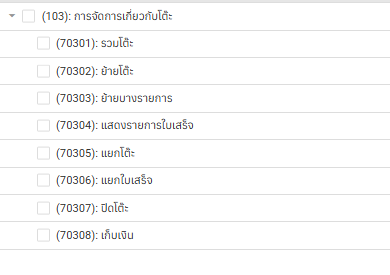 (103): การจัดการเกี่ยวกับโต๊ะ
(70301): รวมโต๊ะ
(70302): ย้ายโต๊ะ
(70303): ย้ายบางรายการ
(70304): แสดงรายการใบเสร็จ
(70305): แยกโต๊ะ
(70306): แยกใบเสร็จ
(70307): ปิดโต๊ะ
(70308): เก็บเงิน